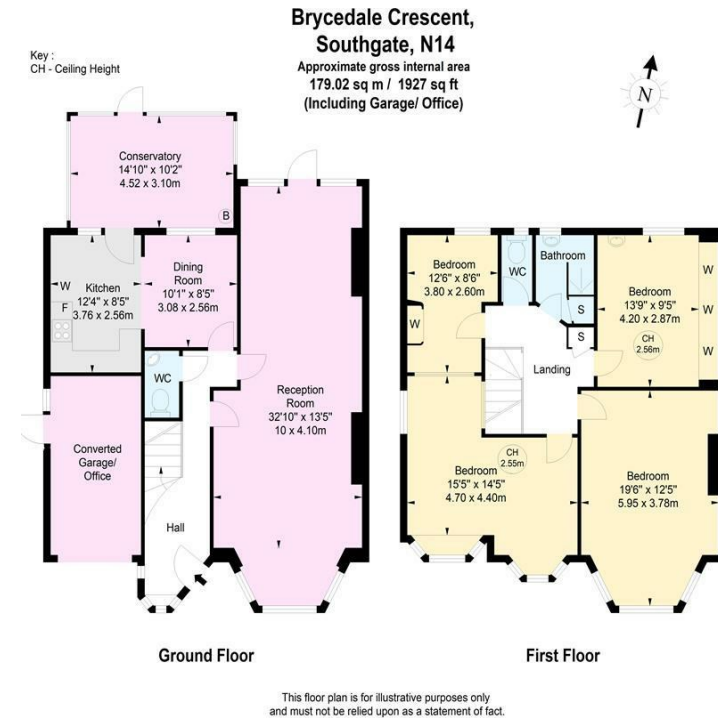 Brycedale Crescent,
Southgate, N14
Approximate gross internal area
179.02 sq m / 1927 sq ft
(Including Garage/ Office)
Key :
CH - Ceiling Height
N
Conservatory
14'10" x 10'2"
4.52 x 3.10m
B
W
F
Kitchen
12'4" x 8'5"
3.76 x 2.56m
Dining
Room
10'1" x 8'5"
3.08 x 2.56m
WC
Reception
Room
32'10" x 13'5"
10 x 4.10m
Converted
Garage/
Office
Hall
Ground Floor
Bedroom
12'6" x 8'6"
3.80 x 2.60m
W
WC
Bathroom
S
S
Bedroom
13'9" x 9'5"
4.20 x 2.87m
CH
2.56m
W
W
W
Landing
Bedroom
15'5" x 14'5"
4.70 x 4.40m
CH
2.55m
Bedroom
19'6" x 12'5"
5.95 x 3.78m
First Floor
This floor plan is for illustrative purposes only
and must not be relied upon as a statement of fact.